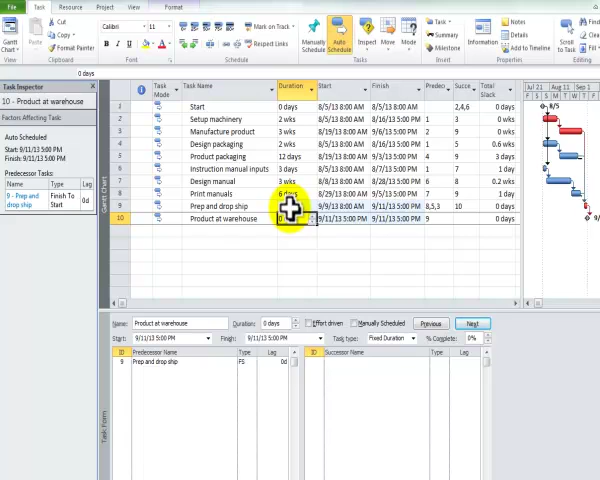 File Task Resource Project View Format
Cut
Copy
Format Painter
Paste
Gantt Chart
Clipboard
Calibri 11
B I U
Font
Mark on Track
Respect Links
Schedule
Manually Schedule
Auto Schedule
Inspect Move Mode
Tasks
Task
Summary
Milestone
Insert
Information
Notes
Details
Add to Timeline
Properties
Scroll to Task
Find
Clear
Fill
Editing
0 days
Task Inspector
10 - Product at warehouse
Factors Affecting Task:
Auto Scheduled
Start: 9/11/13 5:00 PM
Finish: 9/11/13 5:00 PM
Predecessor Tasks:
Name Type Lag
9 - Prep and drop ship Finish To Start 0d
Gantt Chart
Task Mode Task Name Duration Start Finish Predec Succe Total Slack
1 Start 0 days 8/5/13 8:00 AM 8/5/13 8:00 AM 2,4,6 0 days
2 Setup machinery 2 wks 8/5/13 8:00 AM 8/16/13 5:00 PM 1 3 0 wks
3 Manufacture product 3 wks 8/19/13 8:00 AM 9/6/13 5:00 PM 2 9 0 wks
4 Design packaging 2 wks 8/5/13 8:00 AM 8/16/13 5:00 PM 1 5 0.6 wks
5 Product packaging 12 days 8/19/13 8:00 AM 9/3/13 5:00 PM 4 9 3 days
6 Instruction manual inputs 3 days 8/5/13 8:00 AM 8/7/13 5:00 PM 1 7 1 day
7 Design manual 3 wks 8/8/13 8:00 AM 8/28/13 5:00 PM 6 8 0.2 wks
8 Print manuals 6 days 8/29/13 8:00 AM 9/5/13 5:00 PM 7 9 1 day
9 Prep and drop ship 9/9/13 8:00 AM 9/11/13 5:00 PM 8,5,3 10 0 days
10 Product at warehouse 0 9/11/13 5:00 PM 9/11/13 5:00 PM 9 0 days
Jul 21 Aug 11 Sep 1
F S T W T M F
8/5
Task Form
Name: Product at warehouse Duration: 0 days Effort driven Manually Scheduled Previous Next
Start: 9/11/13 5:00 PM Finish: 9/11/13 5:00 PM Task type: Fixed Duration % Complete: 0%
ID Predecessor Name Type Lag ID Successor Name Type Lag
9 Prep and drop ship FS 0d